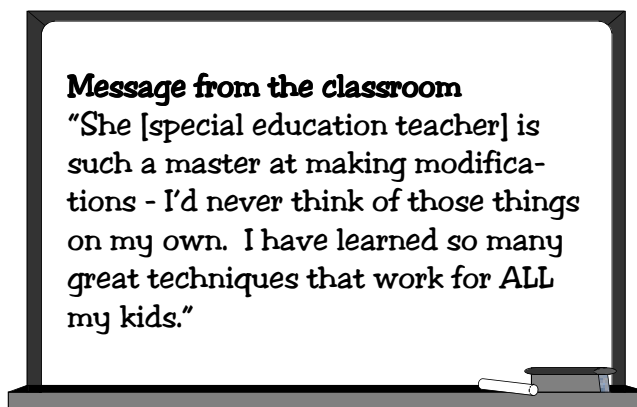 Message from the classroom
“She [special education teacher] is
such a master at making modifica-
tions - I’d never think of those things
on my own.  I have learned so many
great techniques that work for ALL
my kids.”